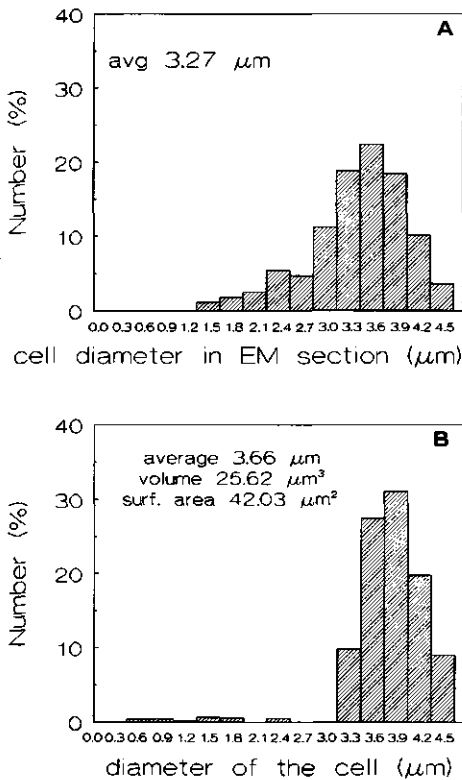 A
avg 3.27 μm
40
30
20
10
0
Number (%)
0.0 0.3 0.6 0.9 1.2 1.5 1.8 2.1 2.4 2.7 3.0 3.3 3.6 3.9 4.2 4.5
cell diameter in EM section (μm)
B
average 3.66 μm
volume 25.62 μm³
surf. area 42.03 μm²
40
30
20
10
0
Number (%)
0.0 0.3 0.6 0.9 1.2 1.5 1.8 2.1 2.4 2.7 3.0 3.3 3.6 3.9 4.2 4.5
diameter of the cell (μm)